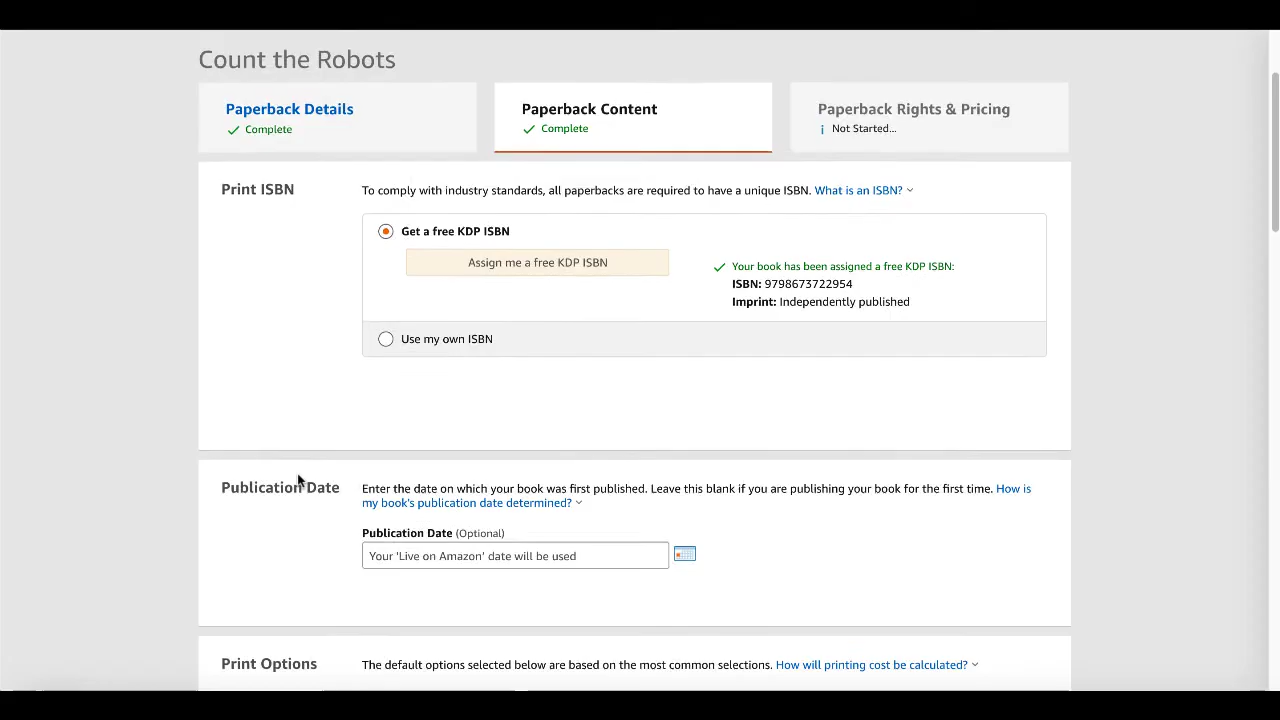 Count the Robots
Paperback Details
Complete
Paperback Content
Complete
Paperback Rights & Pricing
Not Started...
Print ISBN
To comply with industry standards, all paperbacks are required to have a unique ISBN. What is an ISBN?
Get a free KDP ISBN
Assign me a free KDP ISBN
Your book has been assigned a free KDP ISBN:
ISBN: 9798673722954
Imprint: Independently published
Use my own ISBN
Publication Date
Enter the date on which your book was first published. Leave this blank if you are publishing your book for the first time. How is
my book's publication date determined?
Publication Date (Optional)
Your 'Live on Amazon' date will be used
Print Options
The default options selected below are based on the most common selections. How will printing cost be calculated?